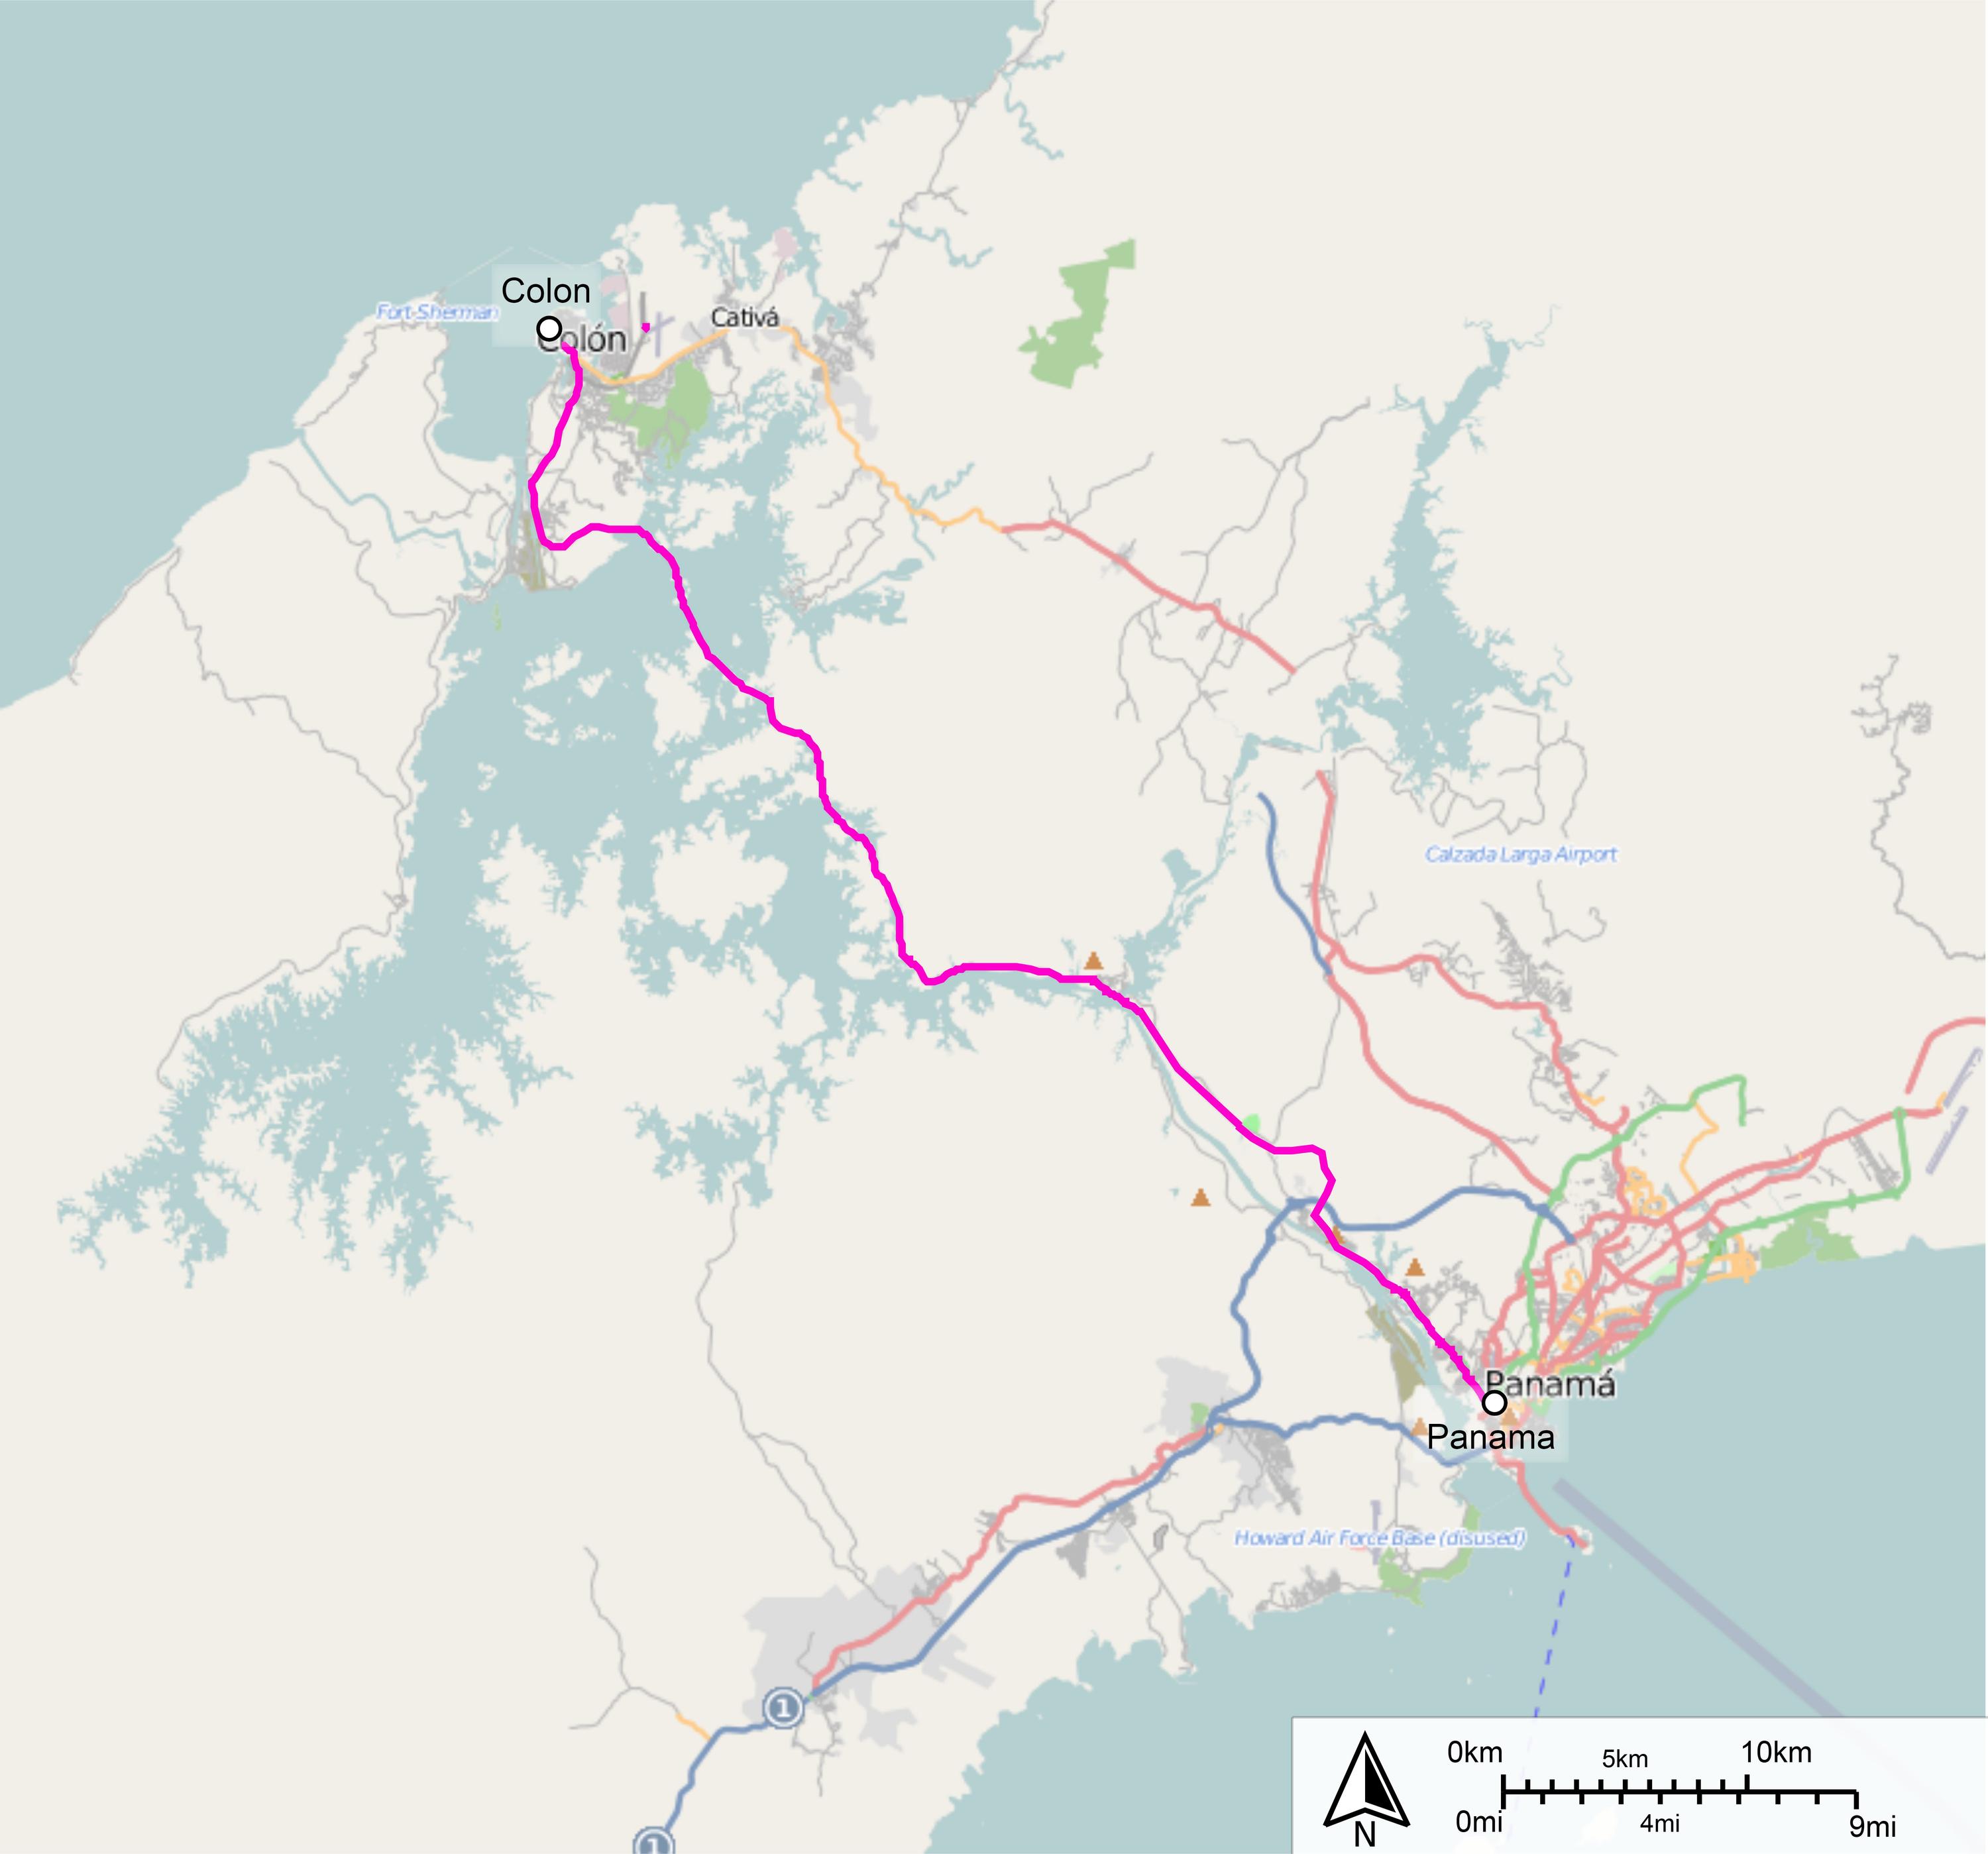 Colon
Fort Sherman
Colón
Cativá
Calzada Larga Airport
Panamá
Panama
Howard Air Force Base (disused)
1
1
0km
5km
10km
0mi
4mi
9mi
N